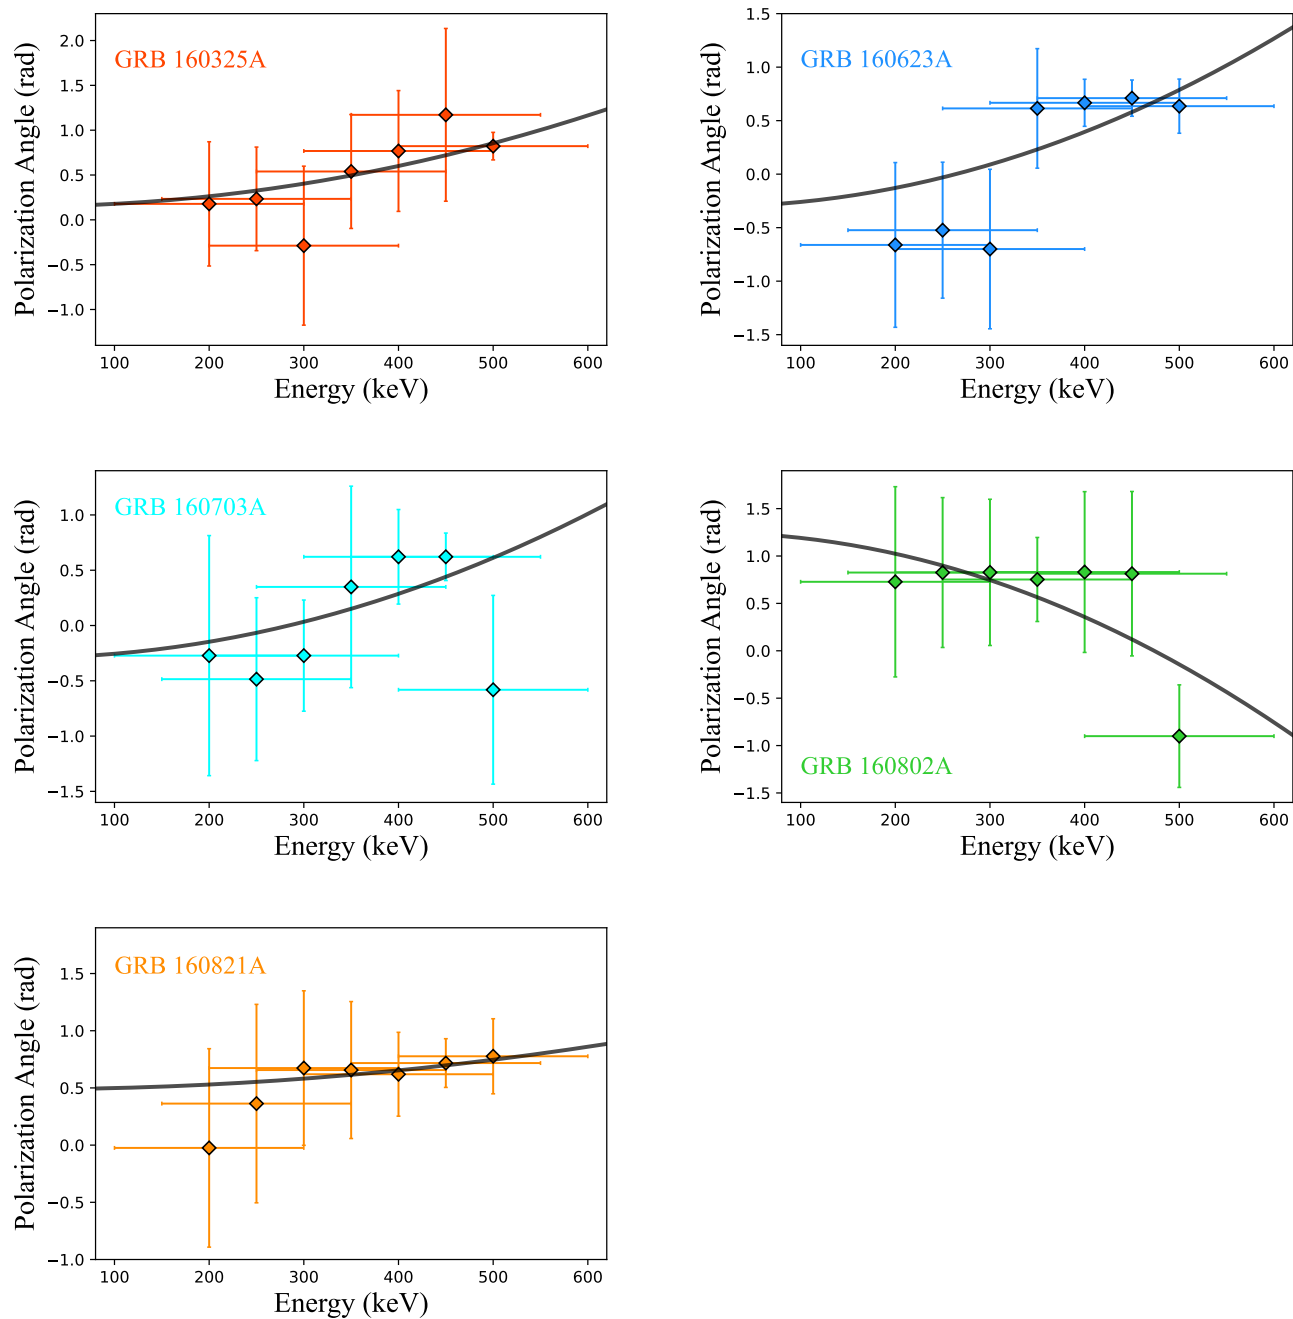 GRB 160325A
Polarization Angle (rad)
2.0
1.5
1.0
0.5
0.0
−0.5
−1.0
100 200 300 400 500 600
Energy (keV)
GRB 160623A
Polarization Angle (rad)
1.5
1.0
0.5
0.0
−0.5
−1.0
−1.5
100 200 300 400 500 600
Energy (keV)
GRB 160703A
Polarization Angle (rad)
1.0
0.5
0.0
−0.5
−1.0
−1.5
100 200 300 400 500 600
Energy (keV)
GRB 160802A
Polarization Angle (rad)
1.5
1.0
0.5
0.0
−0.5
−1.0
−1.5
100 200 300 400 500 600
Energy (keV)
GRB 160821A
Polarization Angle (rad)
1.5
1.0
0.5
0.0
−0.5
−1.0
100 200 300 400 500 600
Energy (keV)